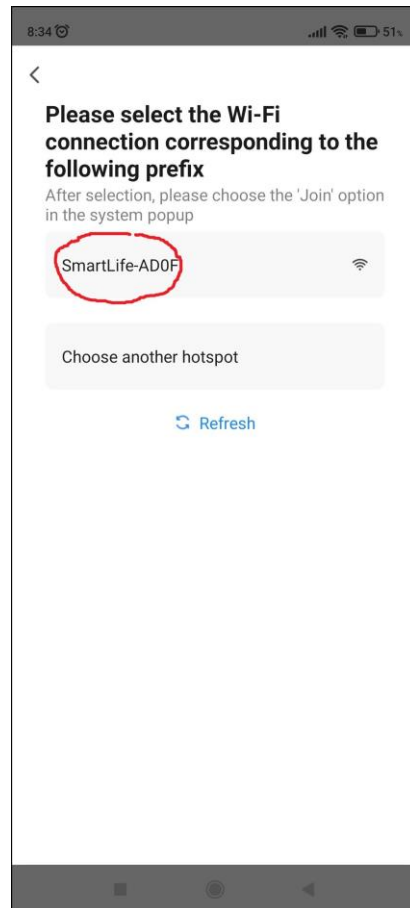 8:34
51%
Please select the Wi-Fi
connection corresponding to the
following prefix
After selection, please choose the 'Join' option
in the system popup
SmartLife-AD0F
Choose another hotspot
Refresh